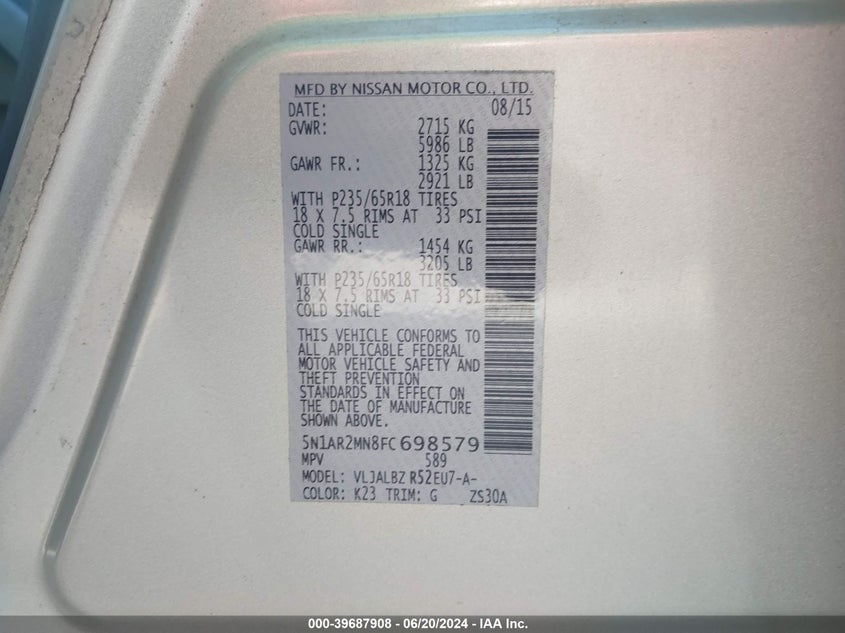 MFD BY NISSAN MOTOR CO., LTD.
DATE: 08/15
GVWR: 2715 KG
5986 LB
GAWR FR.: 1325 KG
2921 LB
WITH P235/65R18 TIRES
18 X 7.5 RIMS AT 33 PSI
COLD SINGLE
GAWR RR.: 1454 KG
3205 LB
WITH P235/65R18 TIRES
18 X 7.5 RIMS AT 33 PSI
COLD SINGLE
THIS VEHICLE CONFORMS TO
ALL APPLICABLE FEDERAL
MOTOR VEHICLE SAFETY AND
THEFT PREVENTION
STANDARDS IN EFFECT ON
THE DATE OF MANUFACTURE
SHOWN ABOVE.
5N1AR2MN8FC698579
MPV 589
MODEL: VLJALBZ R52EU7-A-
COLOR: K23 TRIM: G ZS30A
000-39687908 - 06/20/2024 - IAA Inc.